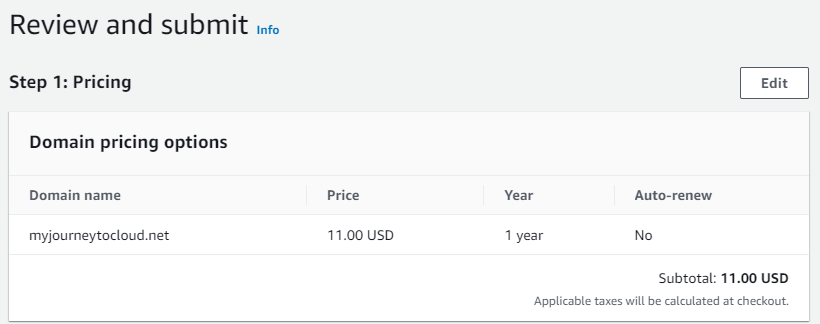 Review and submit Info
Step 1: Pricing Edit
Domain pricing options
Domain name Price Year Auto-renew
myjourneytocloud.net 11.00 USD 1 year No
Subtotal: 11.00 USD
Applicable taxes will be calculated at checkout.